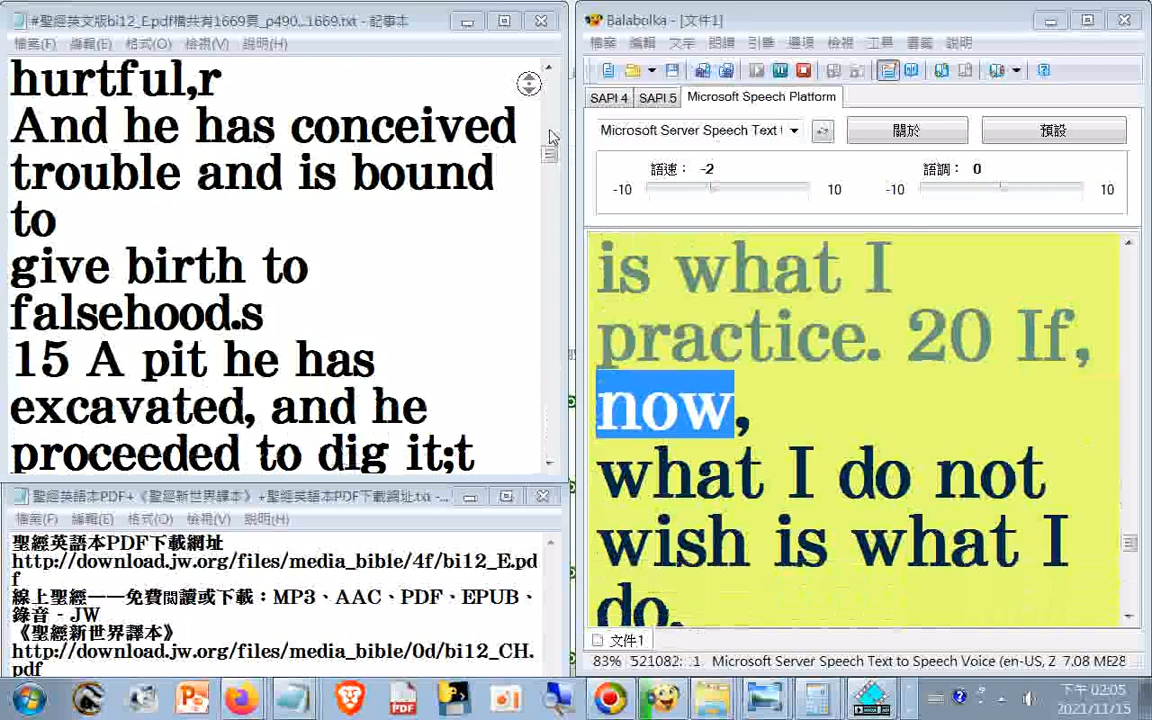 #聖經英文版bi12_E.pdf檔共有1669頁_p490...1669.txt - 記事本
檔案(F) 編輯(E) 格式(O) 檢視(V) 說明(H)
hurtful,r
And he has conceived
trouble and is bound
to
give birth to
falsehood.s
15 A pit he has
excavated, and he
proceeded to dig it;t
聖經英語本PDF+《聖經新世界譯本》+聖經英語本PDF下載網址.txt -...
檔案(F) 編輯(E) 格式(O) 檢視(V) 說明(H)
聖經英語本PDF下載網址
http://download.jw.org/files/media_bible/4f/bi12_E.pd
f
線上聖經——免費閱讀或下載：MP3、AAC、PDF、EPUB、
錄音 - JW
《聖經新世界譯本》
http://download.jw.org/files/media_bible/0d/bi12_CH.
pdf
Balabolka - [文件1]
檔案 編輯 文字 朗讀 引擎 選項 檢視 工具 書籤 說明
SAPI 4 SAPI 5 Microsoft Speech Platform
Microsoft Server Speech Text 關於 預設
語速： -2 語調： 0
-10 10 -10 10
is what I
practice. 20 If,
now,
what I do not
wish is what I
do,
文件1
83% 521082: .1 Microsoft Server Speech Text to Speech Voice (en-US, Z 7.08 ME28
PDF
下午 02:05
2021/11/15